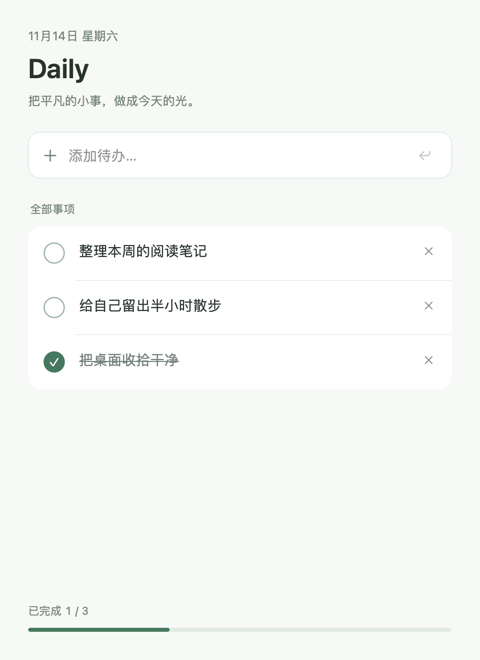 11月14日 星期六
Daily
把平凡的小事，做成今天的光。
添加待办...
全部事项
整理本周的阅读笔记
给自己留出半小时散步
把桌面收拾干净
已完成 1 / 3